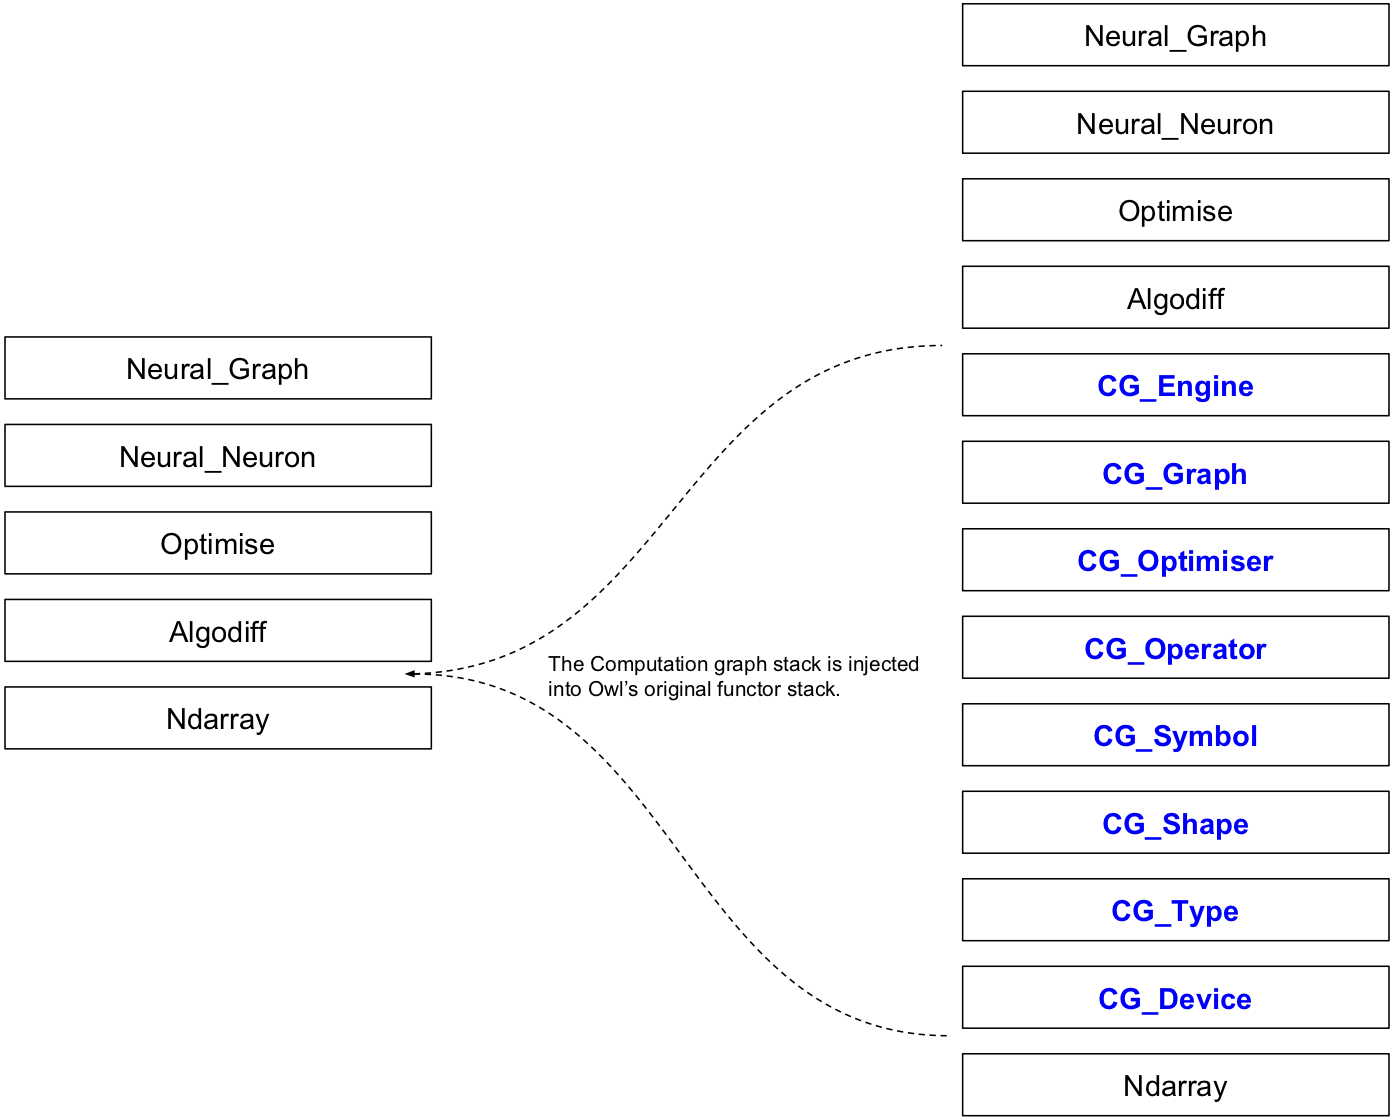 Neural_Graph
Neural_Neuron
Optimise
Algodiff
Ndarray
The Computation graph stack is injected
into Owl’s original functor stack.
Neural_Graph
Neural_Neuron
Optimise
Algodiff
CG_Engine
CG_Graph
CG_Optimiser
CG_Operator
CG_Symbol
CG_Shape
CG_Type
CG_Device
Ndarray